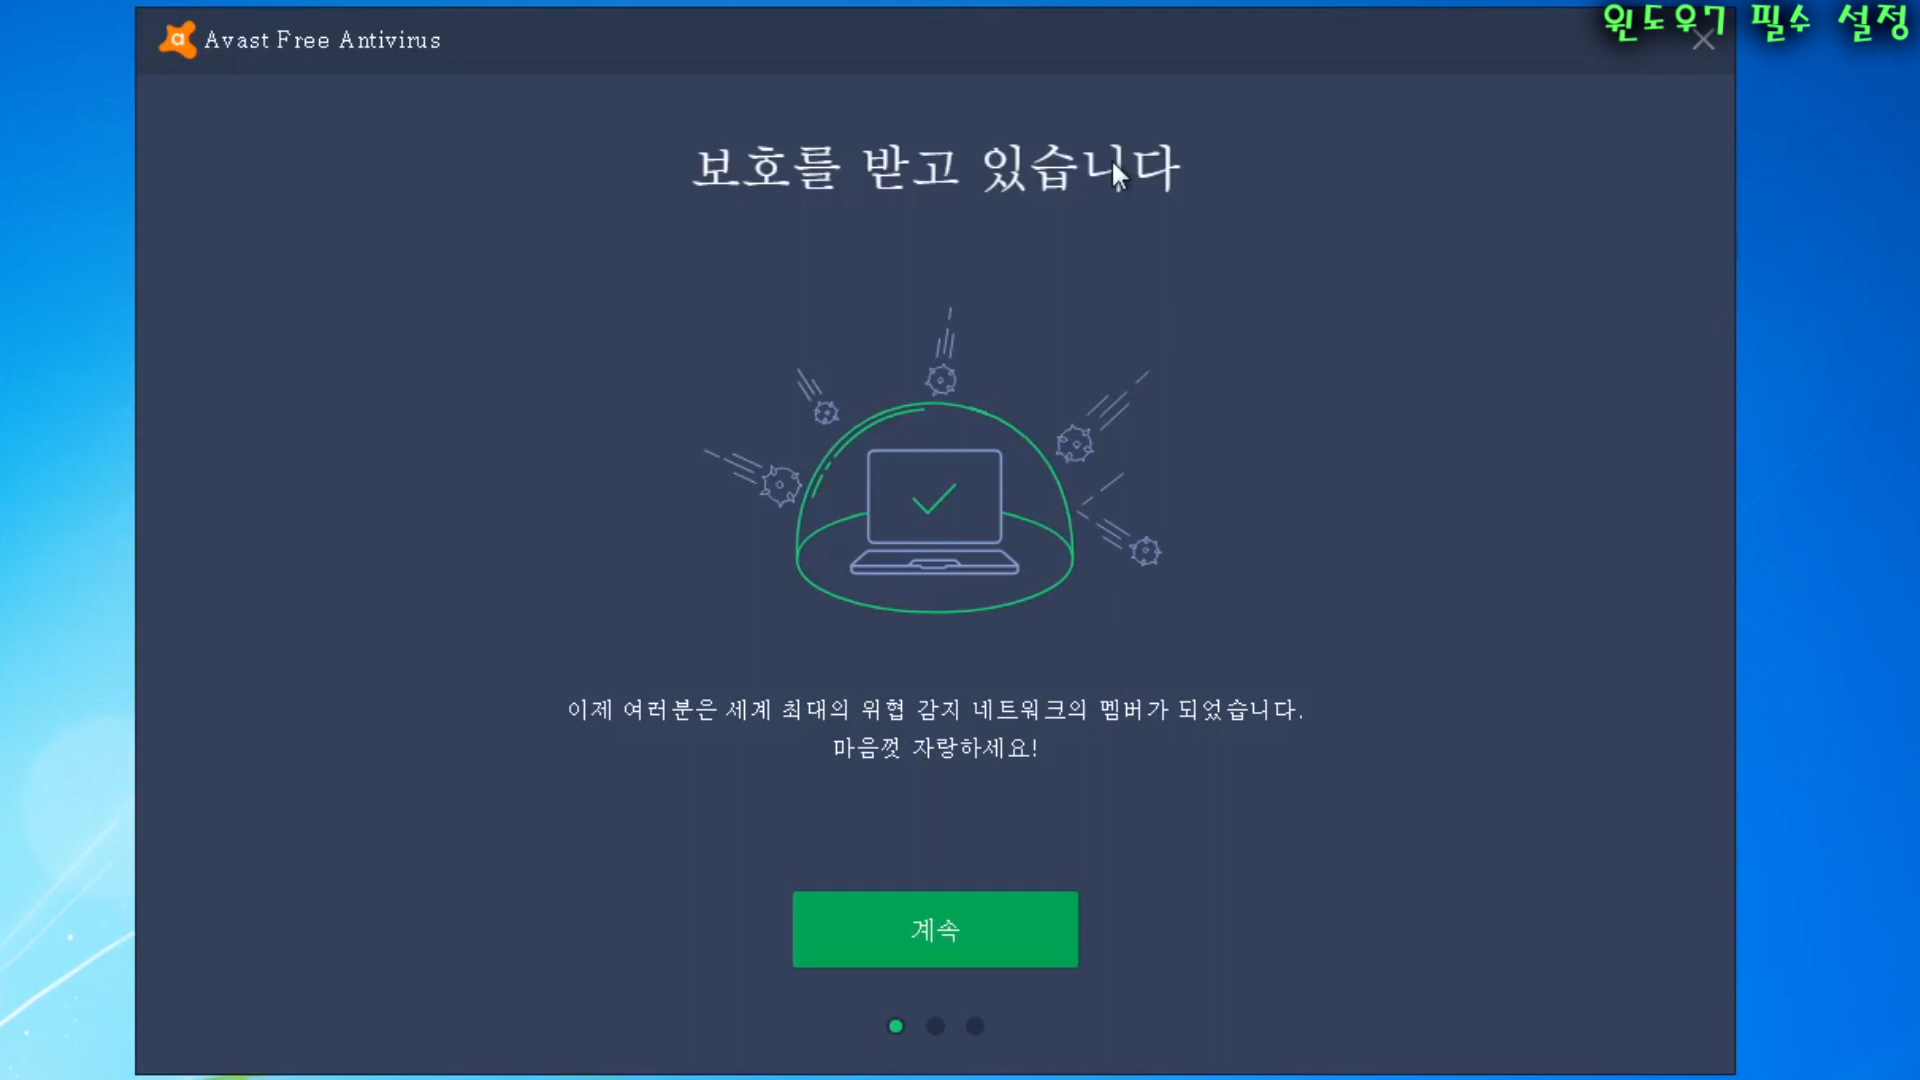 Avast Free Antivirus
윈도우7 필수 설정
보호를 받고 있습니다
이제 여러분은 세계 최대의 위협 감지 네트워크의 멤버가 되었습니다.
마음껏 자랑하세요!
계속